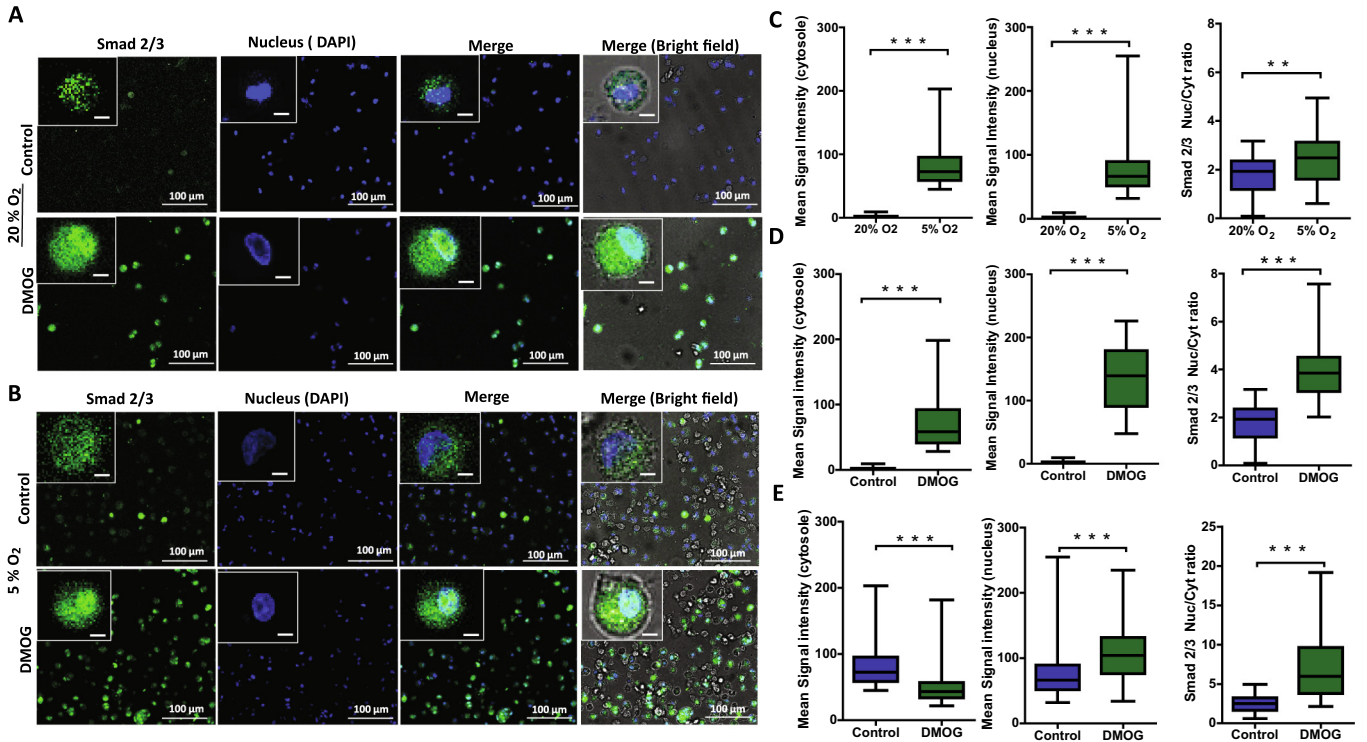 A
Smad 2/3
Nucleus ( DAPI)
Merge
Merge (Bright field)
20 % O2
Control
100 µm
100 µm
100 µm
100 µm
DMOG
100 µm
100 µm
100 µm
100 µm
B
Smad 2/3
Nucleus (DAPI)
Merge
Merge (Bright field)
5 % O2
Control
100 µm
100 µm
100 µm
100 µm
DMOG
100 µm
100 µm
100 µm
100 µm
C
Mean Signal Intensity (cytosole)
300
200
100
0
* * *
20% O2
5% O2
Mean Signal Intensity (nucleus)
300
200
100
0
* * *
20% O2
5% O2
Smad 2/3 Nuc/Cyt ratio
8
6
4
2
0
* *
20% O2
5% O2
D
Mean Signal intensity (cytosole)
300
200
100
0
* * *
Control
DMOG
Mean Signal Intensity (nucleus)
300
200
100
0
* * *
Control
DMOG
Smad 2/3 Nuc/Cyt ratio
8
6
4
2
0
* * *
Control
DMOG
E
Mean Signal intensity (cytosole)
300
200
100
0
* * *
Control
DMOG
Mean Signal intensity (nucleus)
300
200
100
0
* * *
Control
DMOG
Smad 2/3 Nuc/Cyt ratio
25
20
15
10
5
0
* * *
Control
DMOG